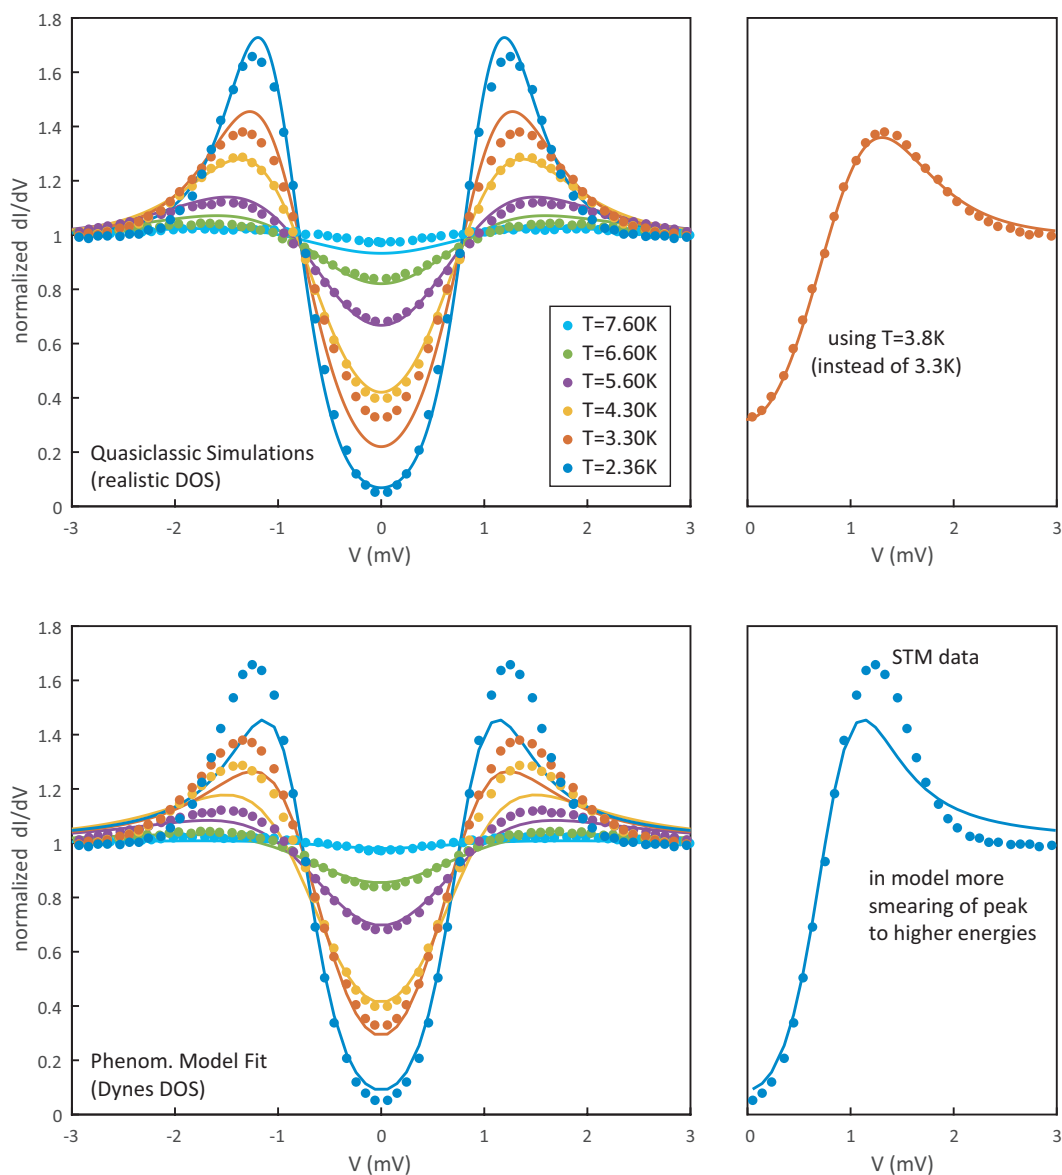 1.8
1.6
1.4
1.2
1
0.8
0.6
0.4
0.2
0
normalized dI/dV
-3
-2
-1
0
1
2
3
V (mV)
Quasiclassic Simulations
(realistic DOS)
T=7.60K
T=6.60K
T=5.60K
T=4.30K
T=3.30K
T=2.36K
using T=3.8K
(instead of 3.3K)
0
1
2
3
V (mV)
1.8
1.6
1.4
1.2
1
0.8
0.6
0.4
0.2
0
normalized dI/dV
-3
-2
-1
0
1
2
3
V (mV)
Phenom. Model Fit
(Dynes DOS)
STM data
in model more
smearing of peak
to higher energies
0
1
2
3
V (mV)